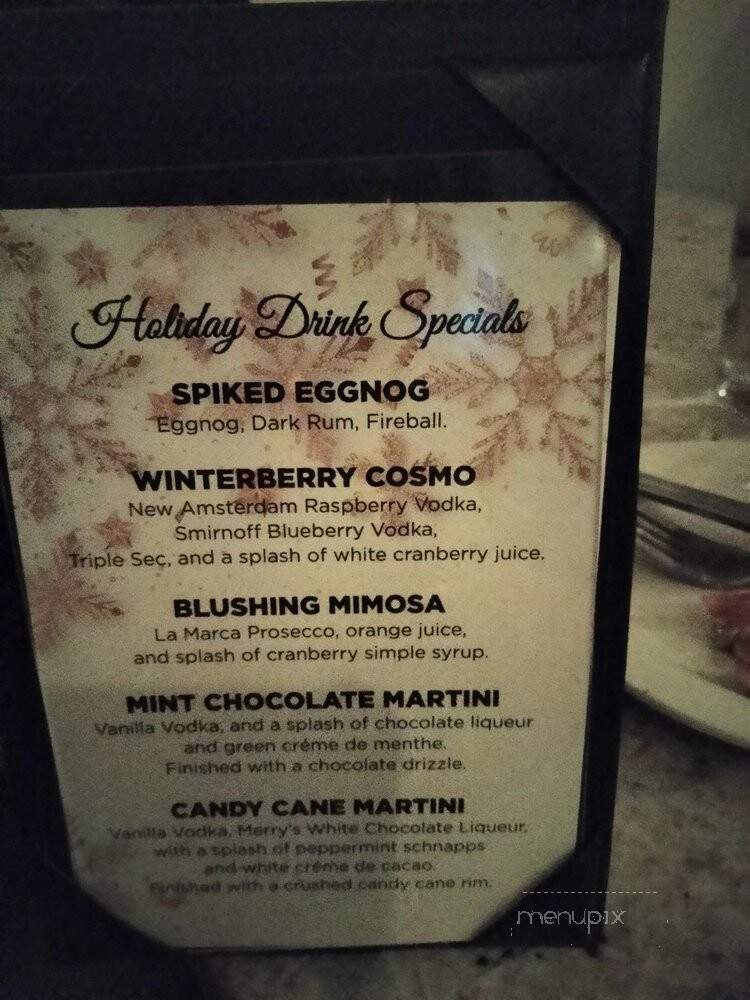 Holiday Drink Specials
SPIKED EGGNOG
Eggnog, Dark Rum, Fireball.
WINTERBERRY COSMO
New Amsterdam Raspberry Vodka,
Smirnoff Blueberry Vodka,
Triple Sec, and a splash of white cranberry juice.
BLUSHING MIMOSA
La Marca Prosecco, orange juice,
and splash of cranberry simple syrup.
MINT CHOCOLATE MARTINI
Vanilla Vodka, and a splash of chocolate liqueur
and green créme de menthe.
Finished with a chocolate drizzle.
CANDY CANE MARTINI
Vanilla Vodka, Merry's White Chocolate Liqueur,
with a splash of peppermint schnapps
and white créme de cacao.
Finished with a crushed candy cane rim.
menupix